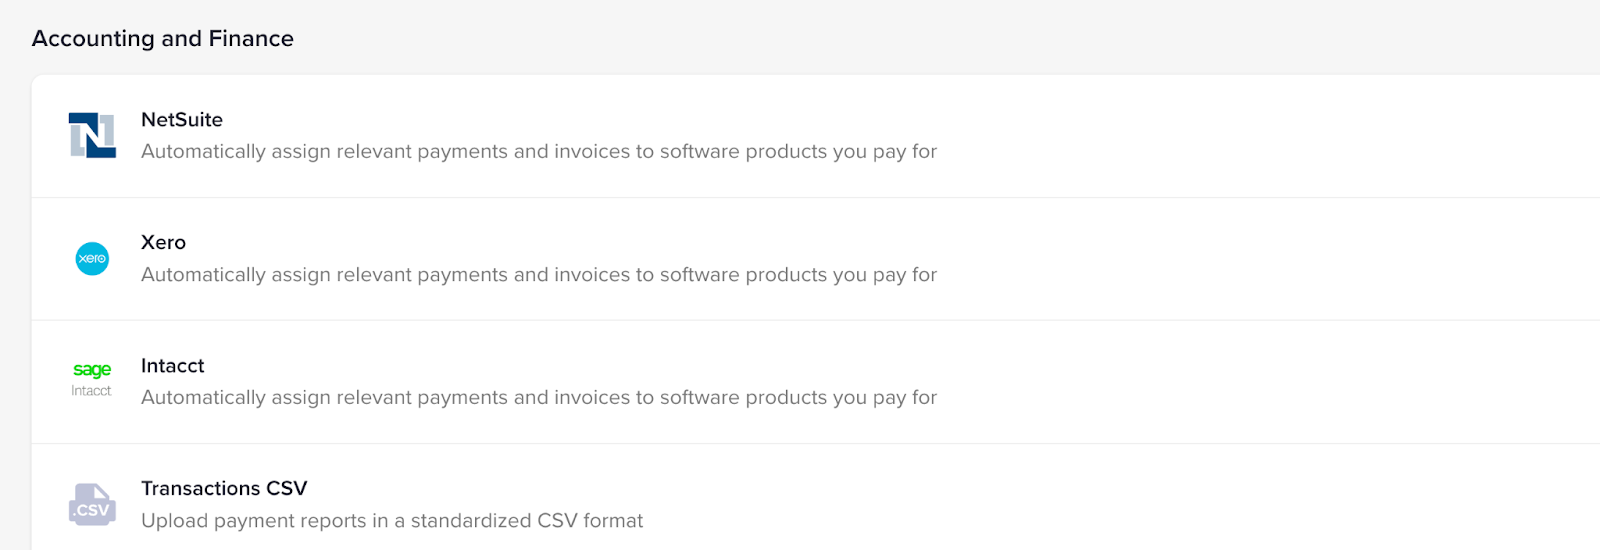 Accounting and Finance
N
NetSuite
Automatically assign relevant payments and invoices to software products you pay for
xero
Xero
Automatically assign relevant payments and invoices to software products you pay for
sage
Intacct
Intacct
Automatically assign relevant payments and invoices to software products you pay for
.CSV
Transactions CSV
Upload payment reports in a standardized CSV format